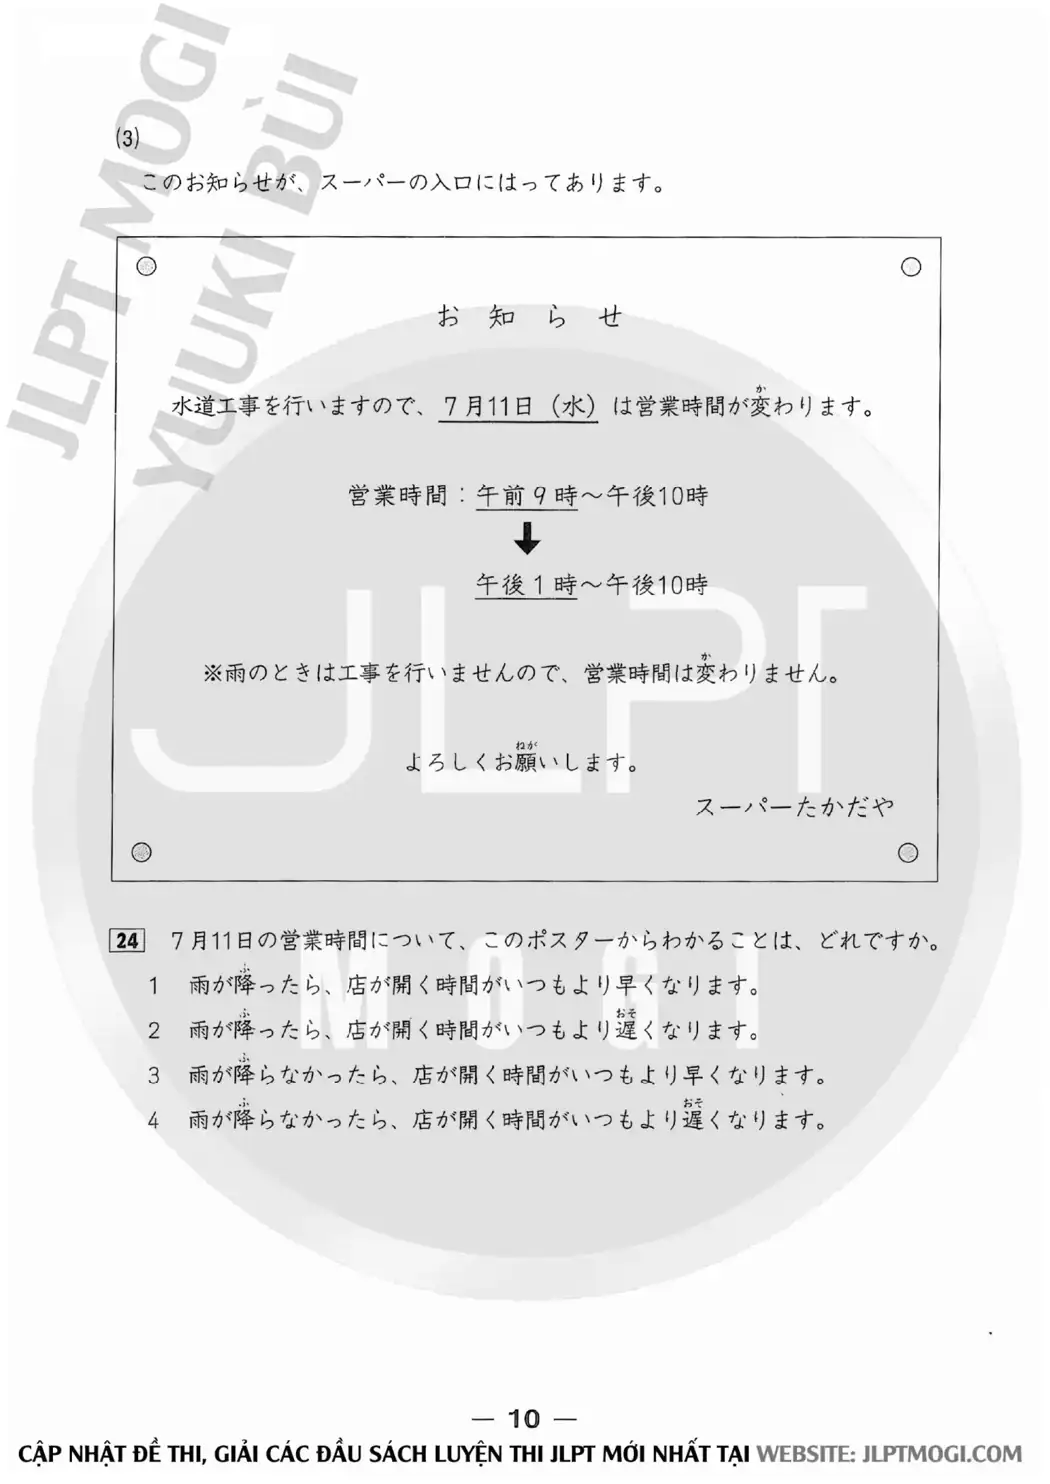 JLPT MOGI
YUUKI BÙI
(3)
このお知らせが、スーパーの入口にはってあります。
お知らせ
水道工事を行いますので、7月11日（水）は営業時間が変わります。
か
営業時間：午前9時～午後10時
午後1時～午後10時
※雨のときは工事を行いませんので、営業時間は変わりません。
か
よろしくお願いします。
ねが
スーパーたかだや
JLPT
MOGI
24 7月11日の営業時間について、このポスターからわかることは、どれですか。
1 雨が降ったら、店が開く時間がいつもより早くなります。
ふ
2 雨が降ったら、店が開く時間がいつもより遅くなります。
ふ おそ
3 雨が降らなかったら、店が開く時間がいつもより早くなります。
ふ
4 雨が降らなかったら、店が開く時間がいつもより遅くなります。
ふ おそ
— 10 —
CẬP NHẬT ĐỀ THI, GIẢI CÁC ĐẦU SÁCH LUYỆN THI JLPT MỚI NHẤT TẠI WEBSITE: JLPTMOGI.COM